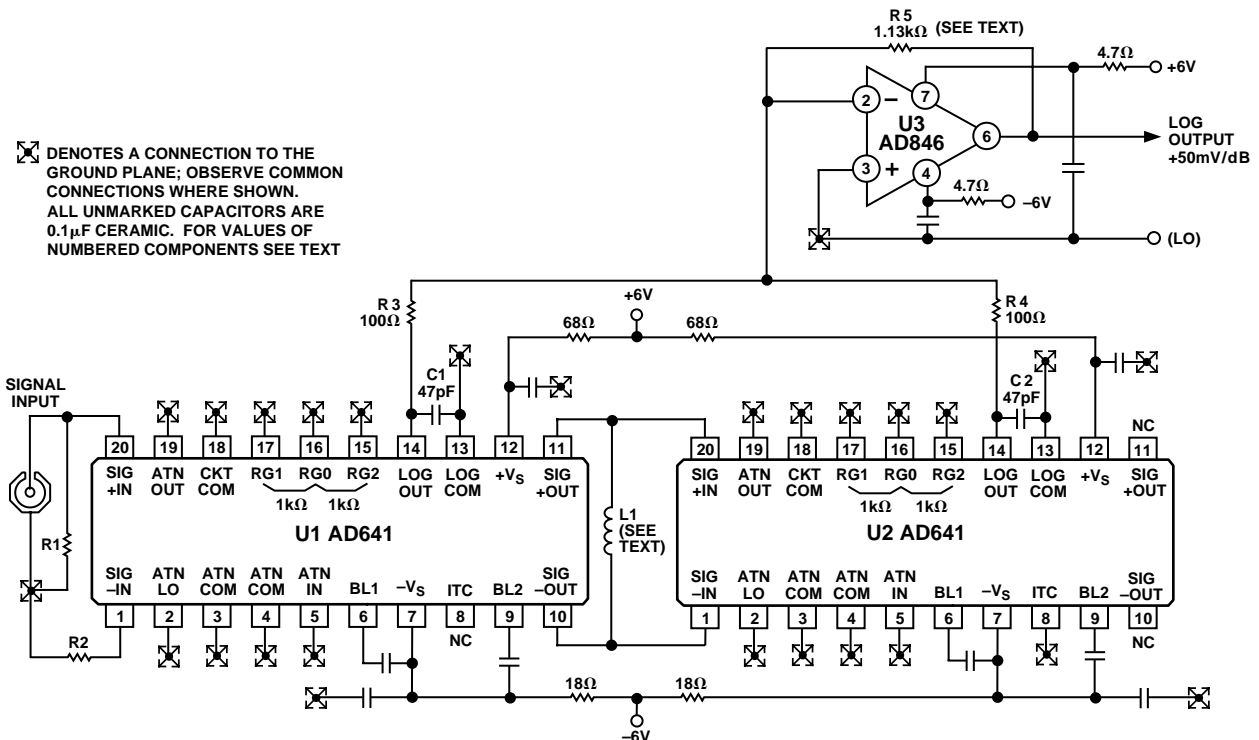 R5
1.13kΩ (SEE TEXT)
4.7Ω
+6V
2
−
7
U3
AD846
6
LOG
OUTPUT
+50mV/dB
3
+
4
4.7Ω
−6V
(LO)
DENOTES A CONNECTION TO THE
GROUND PLANE; OBSERVE COMMON
CONNECTIONS WHERE SHOWN.
ALL UNMARKED CAPACITORS ARE
0.1μF CERAMIC. FOR VALUES OF
NUMBERED COMPONENTS SEE TEXT
R3
100Ω
+6V
68Ω
68Ω
R4
100Ω
C1
47pF
C2
47pF
SIGNAL
INPUT
NC
20 19 18 17 16 15 14 13 12 11
SIG +IN
ATN OUT
CKT COM
RG1
RG0
RG2
LOG OUT
LOG COM
+VS
SIG +OUT
1kΩ 1kΩ
U1 AD641
R1
SIG −IN
ATN LO
ATN COM
ATN COM
ATN IN
BL1
−VS
ITC
BL2
SIG −OUT
1 2 3 4 5 6 7 8 9 10
NC
R2
L1
(SEE
TEXT)
20 19 18 17 16 15 14 13 12 11
SIG +IN
ATN OUT
CKT COM
RG1
RG0
RG2
LOG OUT
LOG COM
+VS
SIG +OUT
1kΩ 1kΩ
U2 AD641
SIG −IN
ATN LO
ATN COM
ATN COM
ATN IN
BL1
−VS
ITC
BL2
SIG −OUT
1 2 3 4 5 6 7 8 9 10
NC
18Ω
18Ω
−6V